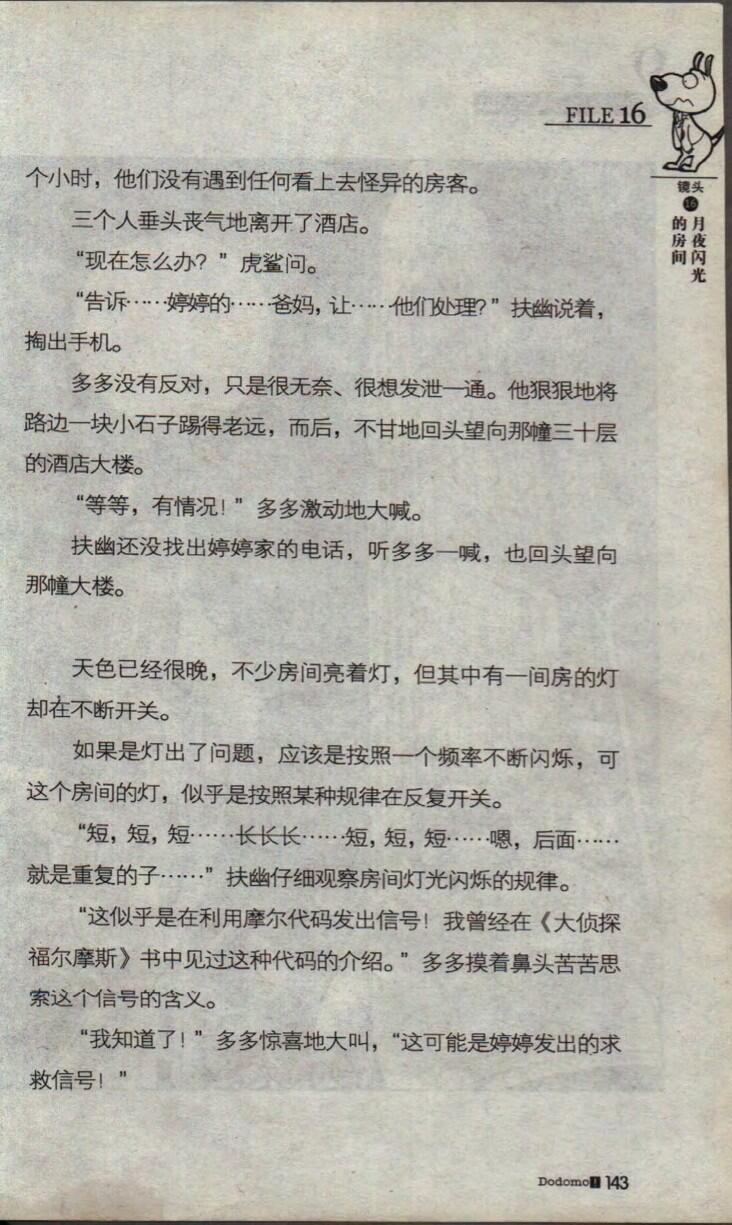 FILE 16
镜头
16
月夜闪光
的房间
个小时，他们没有遇到任何看上去怪异的房客。
三个人垂头丧气地离开了酒店。
“现在怎么办？”虎鲨问。
“告诉……婷婷的……爸妈，让……他们处理？”扶幽说着，
掏出手机。
多多没有反对，只是很无奈、很想发泄一通。他狠狠地将
路边一块小石子踢得老远，而后，不甘地回头望向那幢三十层
的酒店大楼。
“等等，有情况！”多多激动地大喊。
扶幽还没找出婷婷家的电话，听多多一喊，也回头望向
那幢大楼。
天色已经很晚，不少房间亮着灯，但其中有一间房的灯
却在不断开关。
如果是灯出了问题，应该是按照一个频率不断闪烁，可
这个房间的灯，似乎是按照某种规律在反复开关。
“短，短，短……长长长……短，短，短……嗯，后面……
就是重复的子……”扶幽仔细观察房间灯光闪烁的规律。
“这似乎是在利用摩尔代码发出信号！我曾经在《大侦探
福尔摩斯》书中见过这种代码的介绍。”多多摸着鼻头苦苦思
索这个信号的含义。
“我知道了！”多多惊喜地大叫，“这可能是婷婷发出的求
救信号！”
Dodomo! 143